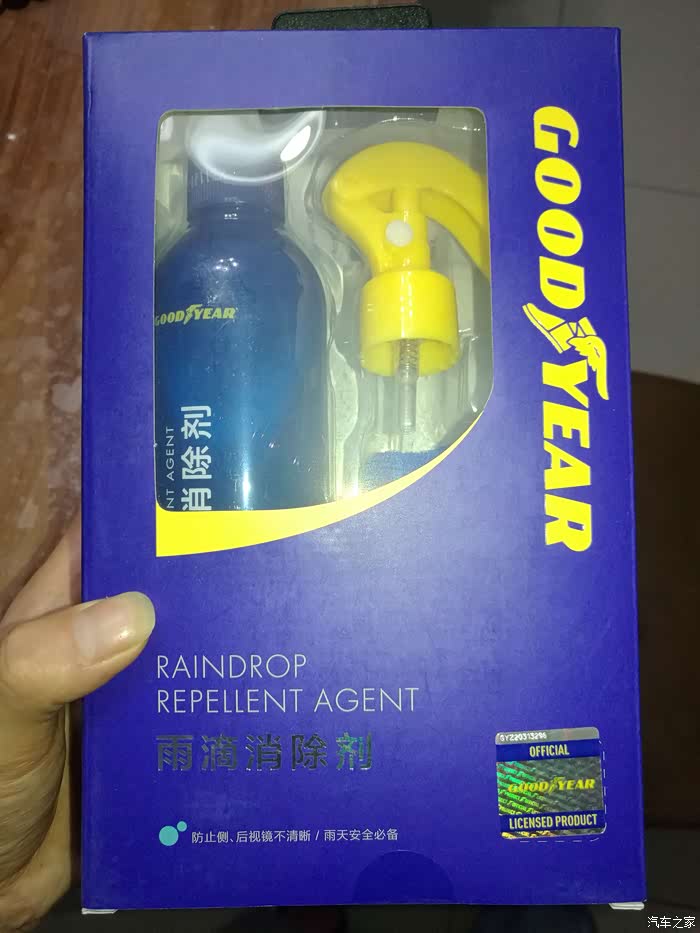 GOODYEAR
GOODYEAR
NT AGENT
消除剂
RAINDROP
REPELLENT AGENT
雨滴消除剂
防止侧、后视镜不清晰 / 雨天安全必备
GYZ20313296
OFFICIAL
GOODYEAR
LICENSED PRODUCT
汽车之家